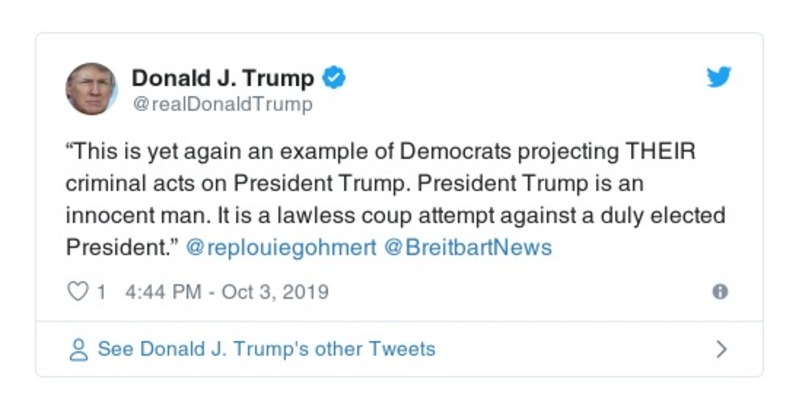 Donald J. Trump
@realDonaldTrump
“This is yet again an example of Democrats projecting THEIR
criminal acts on President Trump. President Trump is an
innocent man. It is a lawless coup attempt against a duly elected
President.” @replouiegohmert @BreitbartNews
1 4:44 PM - Oct 3, 2019
See Donald J. Trump's other Tweets